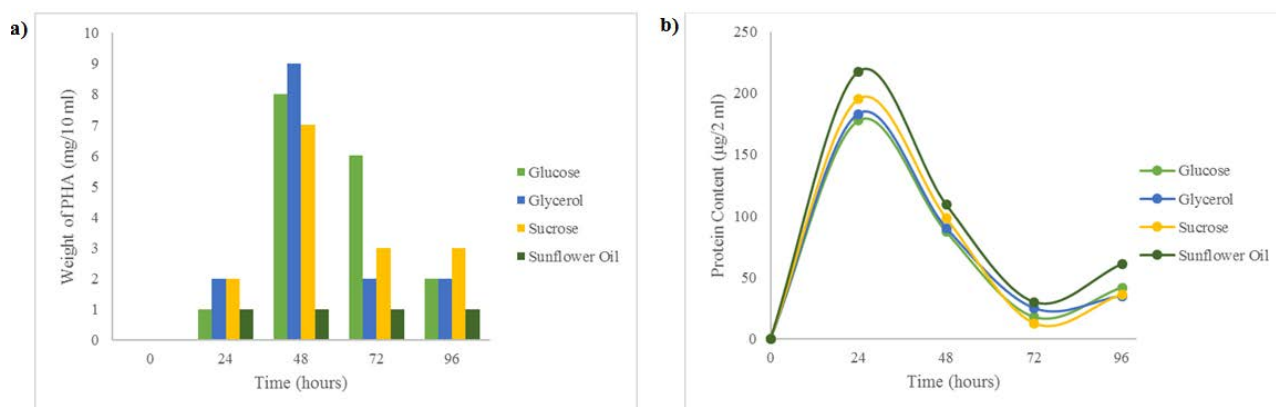 a)
Weight of PHA (mg/10 ml)
10
9
8
7
6
5
4
3
2
1
0
0 24 48 72 96
Time (hours)
Glucose
Glycerol
Sucrose
Sunflower Oil
b)
Protein Content (µg/2 ml)
250
200
150
100
50
0
0 24 48 72 96
Time (hours)
Glucose
Glycerol
Sucrose
Sunflower Oil